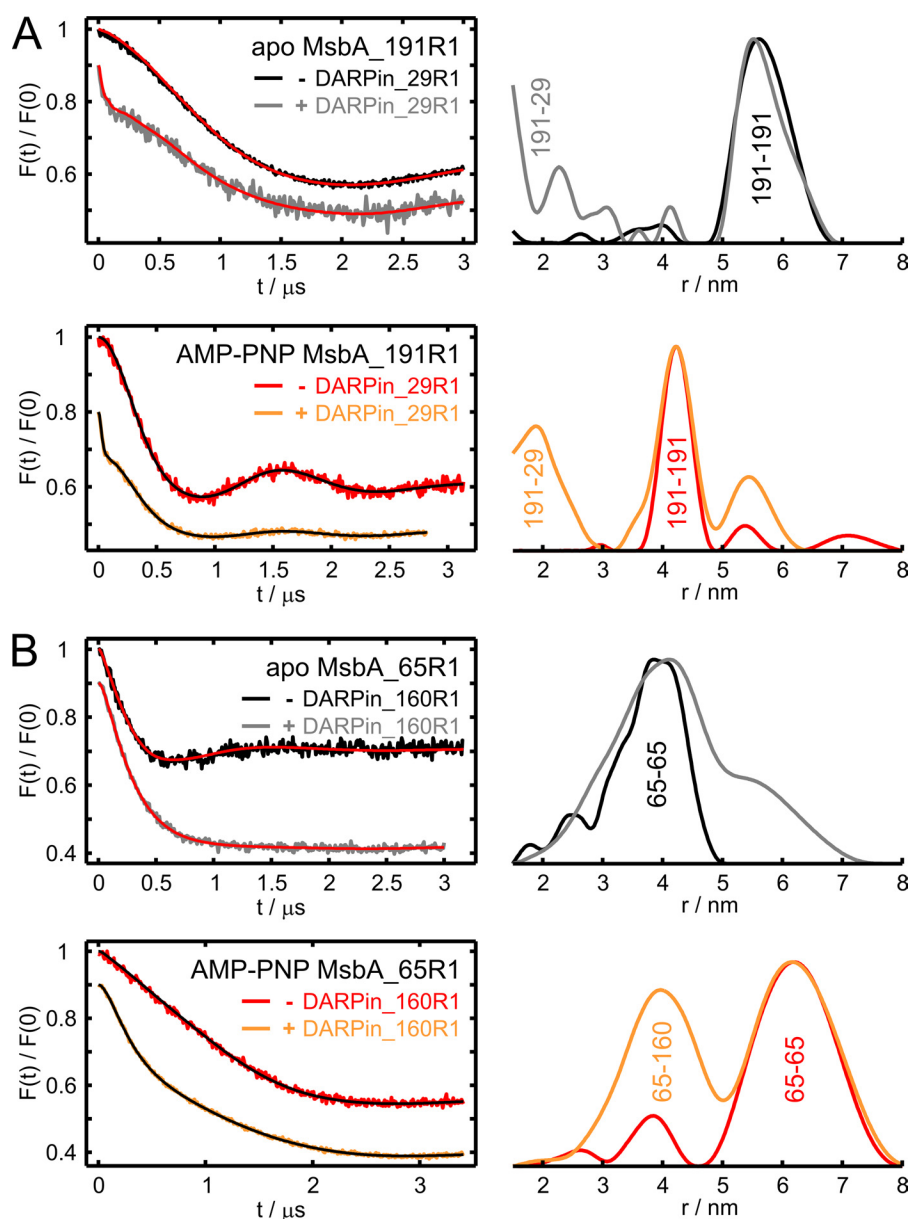 A
apo MsbA_191R1
- DARPin_29R1
+ DARPin_29R1
F(t) / F(0)
1
0.8
0.6
0 0.5 1 1.5 2 2.5 3
t / μs
191-29
191-191
2 3 4 5 6 7 8
r / nm
AMP-PNP MsbA_191R1
- DARPin_29R1
+ DARPin_29R1
F(t) / F(0)
1
0.8
0.6
0 0.5 1 1.5 2 2.5 3
t / μs
191-29
191-191
2 3 4 5 6 7 8
r / nm
B
apo MsbA_65R1
- DARPin_160R1
+ DARPin_160R1
F(t) / F(0)
1
0.8
0.6
0.4
0 0.5 1 1.5 2 2.5 3
t / μs
65-65
2 3 4 5 6 7 8
r / nm
AMP-PNP MsbA_65R1
- DARPin_160R1
+ DARPin_160R1
F(t) / F(0)
1
0.8
0.6
0.4
0 1 2 3
t / μs
65-160
65-65
2 3 4 5 6 7 8
r / nm